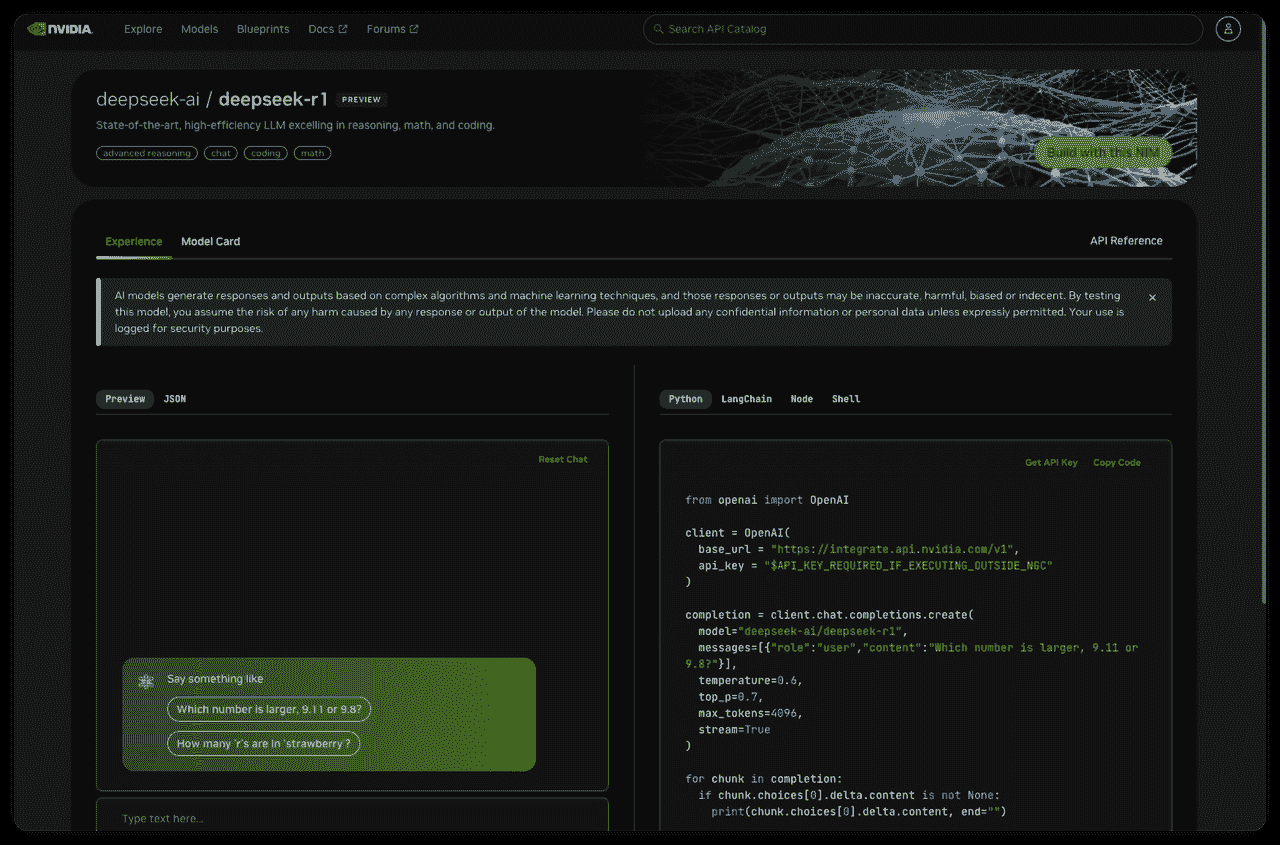 NVIDIA.
Explore Models Blueprints Docs Forums
Search API Catalog
deepseek-ai / deepseek-r1 PREVIEW
State-of-the-art, high-efficiency LLM excelling in reasoning, math, and coding.
advanced reasoning chat coding math
Build with this NIM
Experience Model Card
API Reference
AI models generate responses and outputs based on complex algorithms and machine learning techniques, and those responses or outputs may be inaccurate, harmful, biased or indecent. By testing
this model, you assume the risk of any harm caused by any response or output of the model. Please do not upload any confidential information or personal data unless expressly permitted. Your use is
logged for security purposes.
Preview JSON
Reset Chat
Say something like
Which number is larger, 9.11 or 9.8?
How many 'r's are in 'strawberry'?
Type text here...
Python LangChain Node Shell
Get API Key Copy Code
from openai import OpenAI
client = OpenAI(
base_url = "https://integrate.api.nvidia.com/v1",
api_key = "$API_KEY_REQUIRED_IF_EXECUTING_OUTSIDE_NGC"
)
completion = client.chat.completions.create(
model="deepseek-ai/deepseek-r1",
messages=[{"role":"user","content":"Which number is larger, 9.11 or
9.8?"}],
temperature=0.6,
top_p=0.7,
max_tokens=4096,
stream=True
)
for chunk in completion:
if chunk.choices[0].delta.content is not None:
print(chunk.choices[0].delta.content, end="")